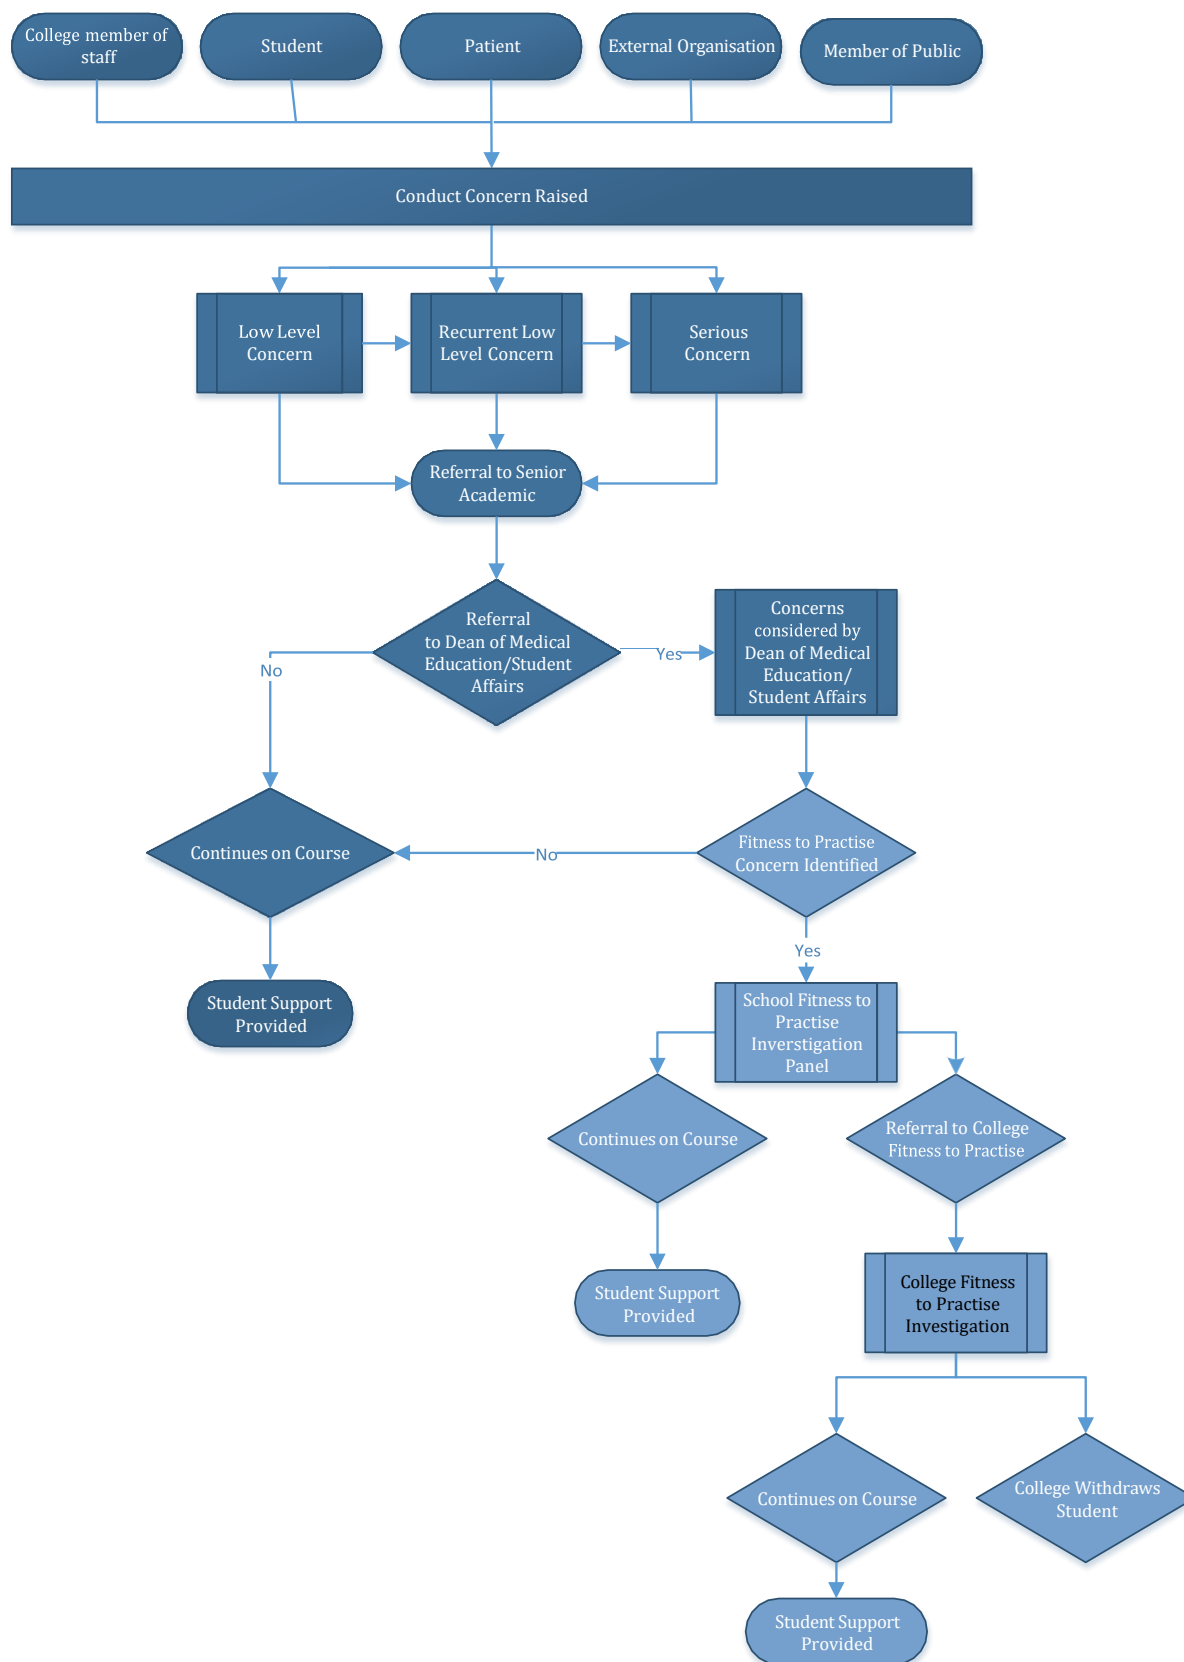 College member of
staff
Student
Patient
External Organisation
Member of Public
Conduct Concern Raised
Low Level
Concern
Recurrent Low
Level Concern
Serious
Concern
Referral to Senior
Academic
Referral
to Dean of Medical
Education/Student
Affairs
Yes
No
Concerns
considered by
Dean of Medical
Education/
Student Affairs
Continues on Course
No
Fitness to Practise
Concern Identified
Yes
Student Support
Provided
School Fitness to
Practise
Inverstigation
Panel
Continues on Course
Referral to College
Fitness to Practise
Student Support
Provided
College Fitness
to Practise
Investigation
Continues on Course
College Withdraws
Student
Student Support
Provided